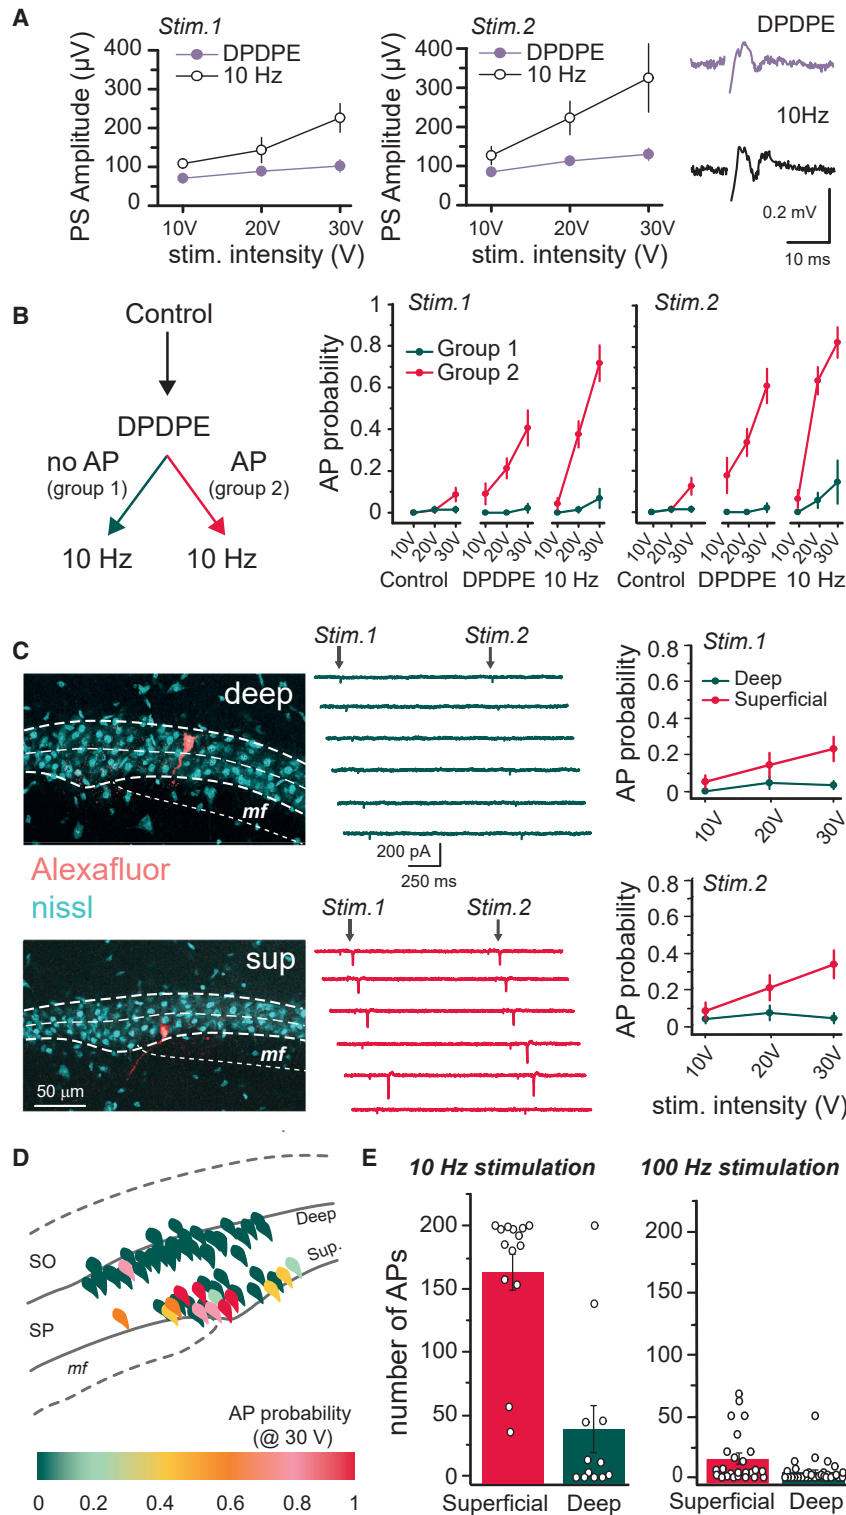 A
Stim.1
PS Amplitude (µV)
400
300
200
100
0
DPDPE
10 Hz
10V 20V 30V
stim. intensity (V)
Stim.2
PS Amplitude (µV)
400
300
200
100
0
DPDPE
10 Hz
10V 20V 30V
stim. intensity (V)
DPDPE
10Hz
0.2 mV
10 ms
B
Control
DPDPE
no AP
(group 1)
AP
(group 2)
10 Hz
10 Hz
Stim.1
AP probability
1
0.8
0.6
0.4
0.2
0
Group 1
Group 2
10V 20V 30V 10V 20V 30V 10V 20V 30V
Control DPDPE 10 Hz
Stim.2
10V 20V 30V 10V 20V 30V 10V 20V 30V
Control DPDPE 10 Hz
C
deep
mf
Alexafluor
nissl
sup
mf
50 µm
Stim.1 Stim.2
200 pA
250 ms
Stim.1 Stim.2
Stim.1
AP probability
0.8
0.6
0.4
0.2
0
Deep
Superficial
10V 20V 30V
Stim.2
AP probability
0.8
0.6
0.4
0.2
0
10V 20V 30V
stim. intensity (V)
D
Deep
SO
Sup.
SP
mf
AP probability
(@ 30 V)
0 0.2 0.4 0.6 0.8 1
E
10 Hz stimulation
number of APs
200
150
100
50
0
Superficial Deep
100 Hz stimulation
200
150
100
50
0
Superficial Deep